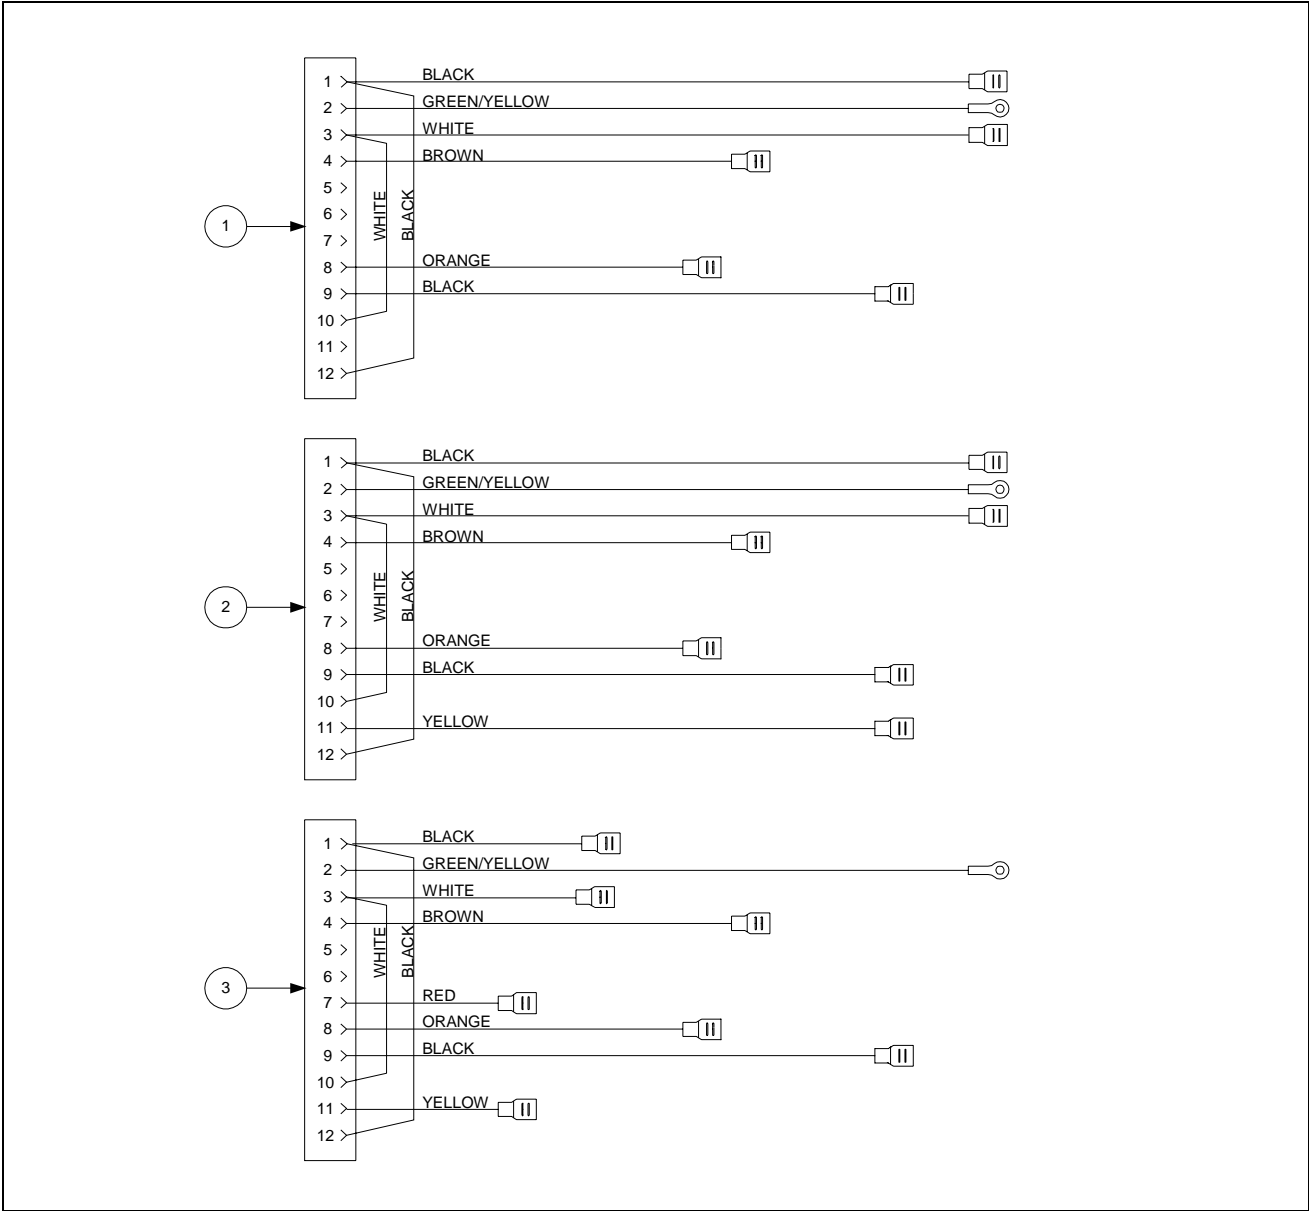 1 BLACK
2 GREEN/YELLOW
3 WHITE
4 BROWN
5
6
7
8 ORANGE
9 BLACK
10
11
12
WHITE
BLACK
1
1 BLACK
2 GREEN/YELLOW
3 WHITE
4 BROWN
5
6
7
8 ORANGE
9 BLACK
10
11 YELLOW
12
WHITE
BLACK
2
1 BLACK
2 GREEN/YELLOW
3 WHITE
4 BROWN
5
6
7 RED
8 ORANGE
9 BLACK
10
11 YELLOW
12
WHITE
BLACK
3